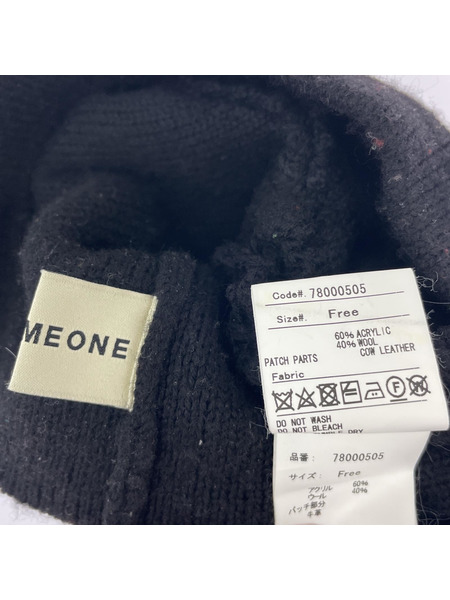 MEONE
Code#. 78000505
Size#. Free
60% ACRYLIC
40% WOOL
PATCH PARTS COW LEATHER
Fabric
DO NOT WASH
DO NOT BLEACH
品番: 78000505
サイズ: Free
アクリル 60%
ウール 40%
パッチ部分
牛革